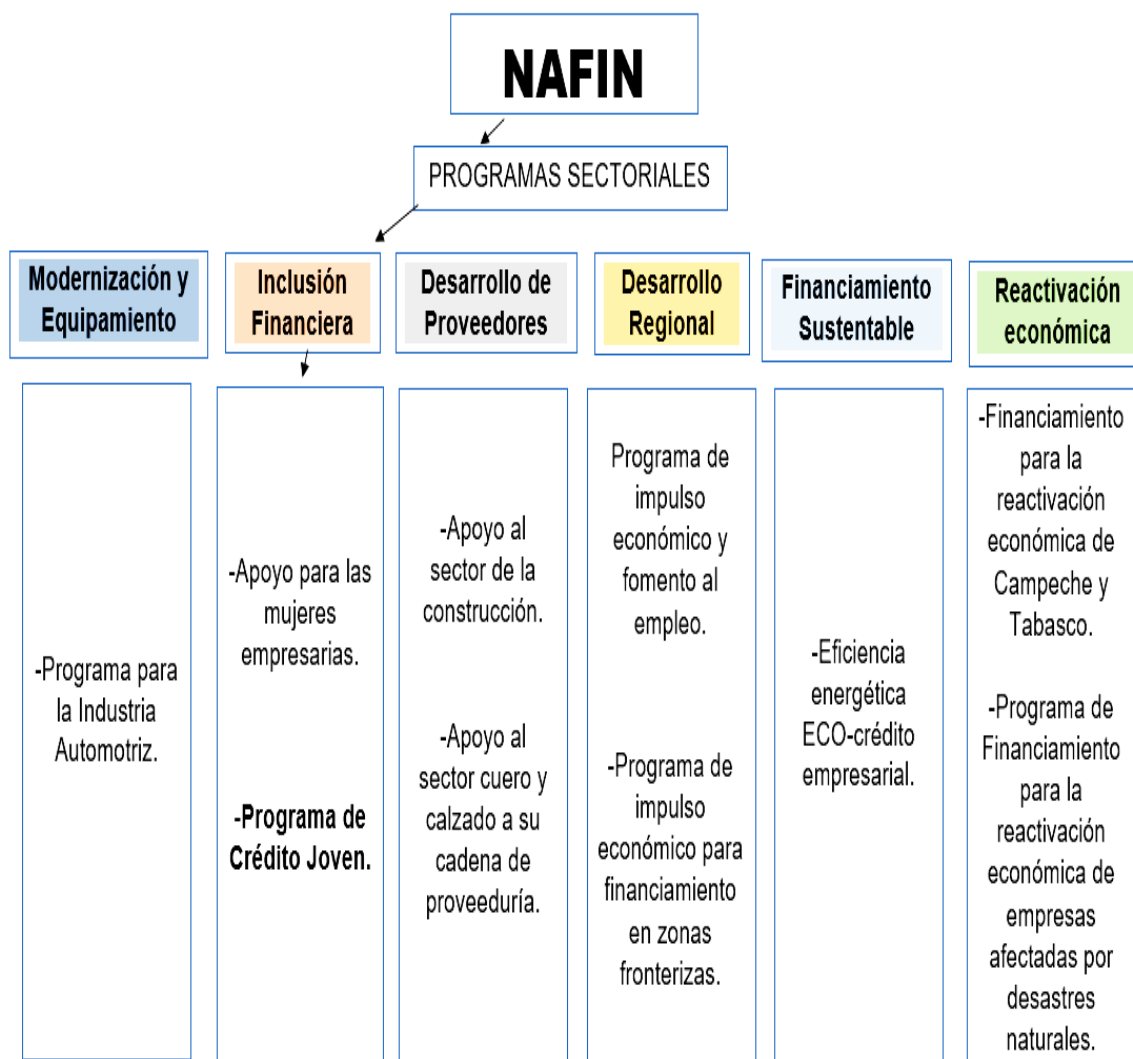 NAFIN
PROGRAMAS SECTORIALES
Modernización y
Equipamiento
Inclusión
Financiera
Desarrollo de
Proveedores
Desarrollo
Regional
Financiamiento
Sustentable
Reactivación
económica
-Programa para
la Industria
Automotriz.
-Apoyo para las
mujeres
empresarias.
-Programa de
Crédito Joven.
-Apoyo al
sector de la
construcción.
-Apoyo al
sector cuero y
calzado a su
cadena de
proveeduría.
Programa de
impulso
económico y
fomento al
empleo.
-Programa de
impulso
económico para
financiamiento
en zonas
fronterizas.
-Eficiencia
energética
ECO-crédito
empresarial.
-Financiamiento
para la
reactivación
económica de
Campeche y
Tabasco.
-Programa de
Financiamiento
para la
reactivación
económica de
empresas
afectadas por
desastres
naturales.